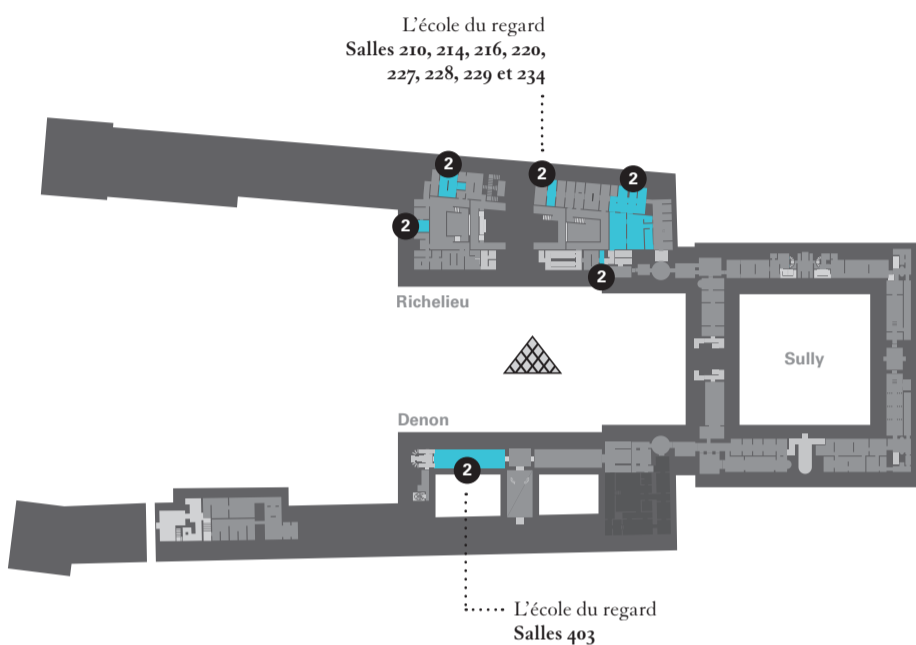 L'école du regard
Salles 210, 214, 216, 220,
227, 228, 229 et 234
2
2
2
2
2
Richelieu
Sully
Denon
2
L'école du regard
Salles 403